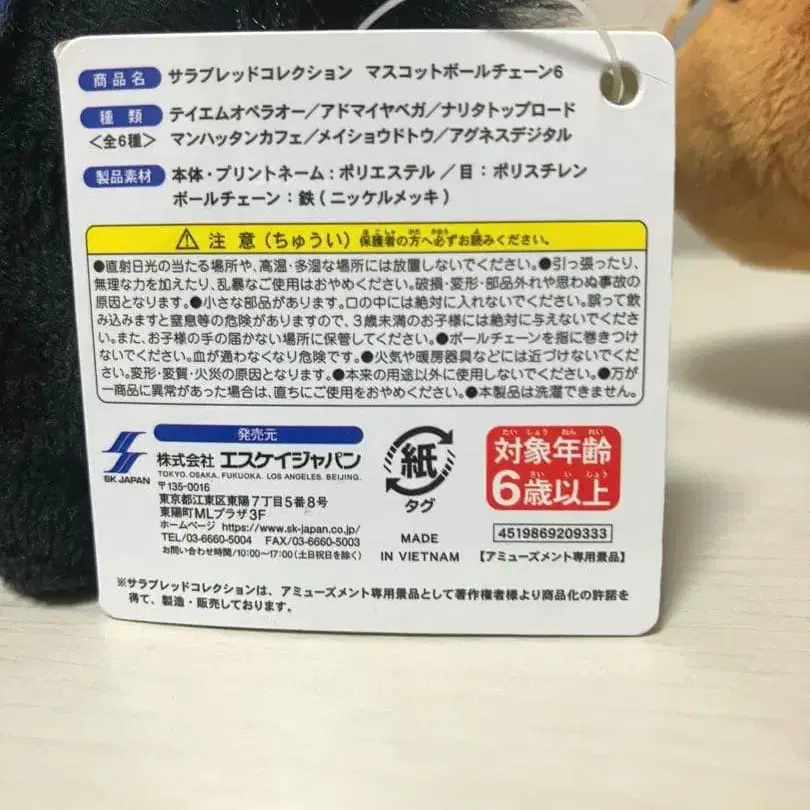 商品名 サラブレッドコレクション マスコットボールチェーン6
種類 テイエムオペラオー／アドマイヤベガ／ナリタトップロード
<全6種> マンハッタンカフェ／メイショウドトウ／アグネスデジタル
製品素材 本体・プリントネーム：ポリエステル ／目：ポリスチレン
ボールチェーン：鉄(ニッケルメッキ)
注意(ちゅうい) 保護者の方へ必ずお読みください。
●直射日光の当たる場所や、高温・多湿な場所には放置しないでください。●引っ張ったり、
無理な力を加えたり、乱暴なご使用はおやめください。破損・変形・部品外れや思わぬ事故の
原因となります。●小さな部品があります。口の中には絶対に入れないでください。誤って飲
み込みますと窒息等の危険がありますので、3歳未満のお子様には絶対に与えないでくださ
い。また、お子様の手の届かない場所に保管してください。●ボールチェーンを指に巻きつけ
ないでください。血が通わなくなり危険です。●火気や暖房器具などには近づけないでくだ
さい。変形・変質・火災の原因となります。●本来の用途以外に使用しないでください。●万が
一商品に異常があった場合は、直ちにご使用をおやめください。●本製品は洗濯できません。
発売元
SK JAPAN
株式会社 エスケイジャパン
TOKYO. OSAKA. FUKUOKA. LOS ANGELES. BEIJING.
〒135-0016
東京都江東区東陽7丁目5番8号
東陽町MLプラザ3F
ホームページ https://www.sk-japan.co.jp/
TEL/03-6660-5004 FAX/03-6660-5003
お問い合わせ時間/10:00〜17:00(土日祝日を除く)
紙
タグ
MADE
IN VIETNAM
たいしょうねんれい
対象年齢
さいいじょう
6歳以上
4519869209333
【アミューズメント専用景品】
※サラブレッドコレクションは、アミューズメント専用景品として著作権者様より商品化の許諾を
得て、製造・販売しております。